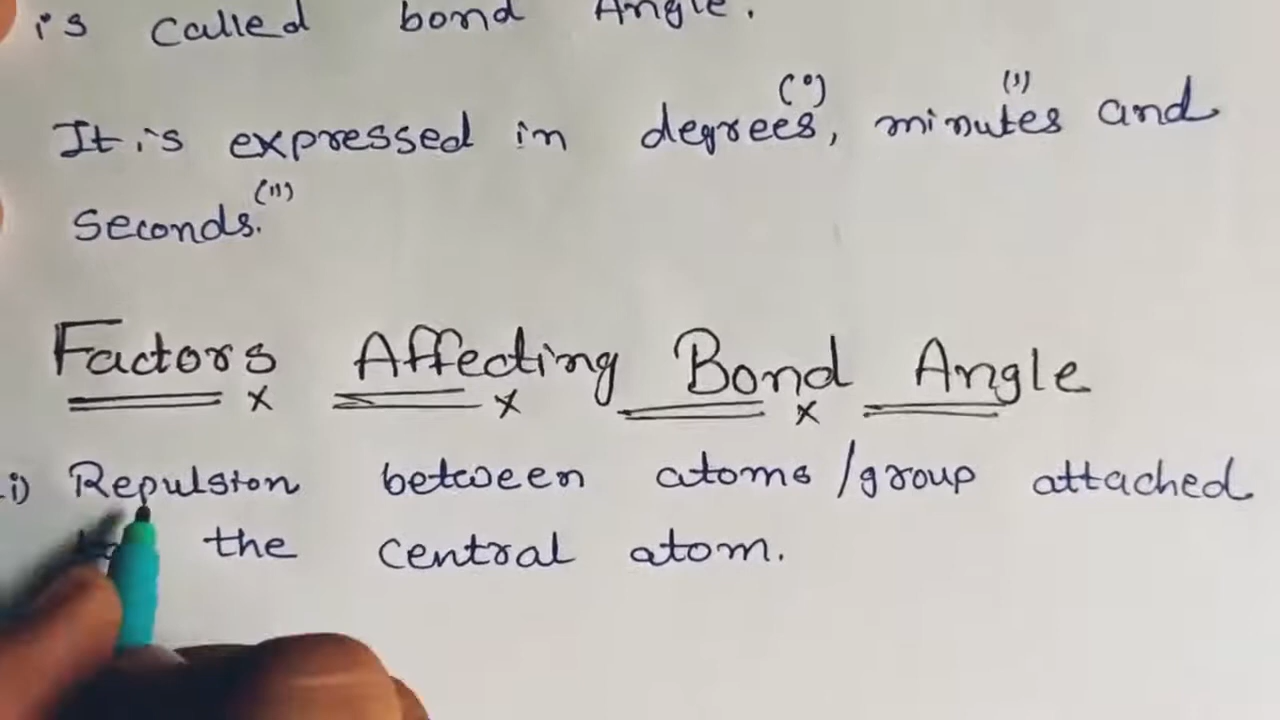 is called bond Angle.
It is expressed in degrees(°), minutes(') and
seconds.('')
Factors Affecting Bond Angle
i) Repulsion between atoms/group attached
the central atom.